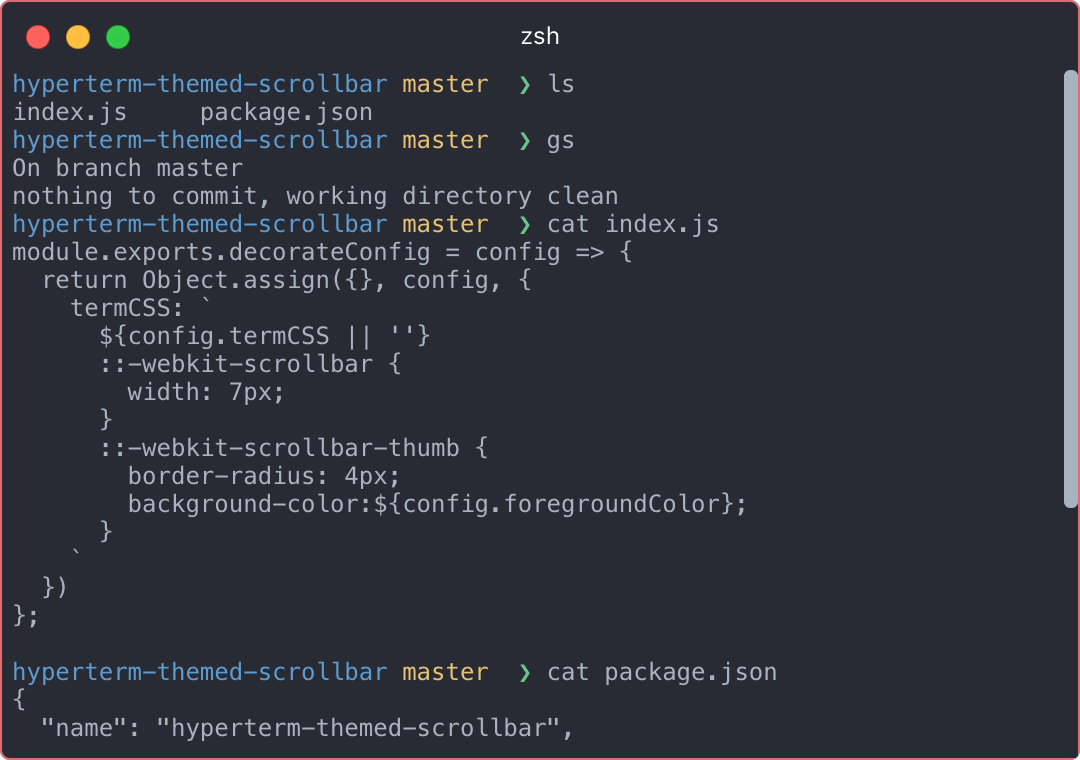 zsh
hyperterm-themed-scrollbar master ❯ ls
index.js     package.json
hyperterm-themed-scrollbar master ❯ gs
On branch master
nothing to commit, working directory clean
hyperterm-themed-scrollbar master ❯ cat index.js
module.exports.decorateConfig = config => {
  return Object.assign({}, config, {
    termCSS: `
      ${config.termCSS || ''}
      ::-webkit-scrollbar {
        width: 7px;
      }
      ::-webkit-scrollbar-thumb {
        border-radius: 4px;
        background-color:${config.foregroundColor};
      }
    `
  })
};
hyperterm-themed-scrollbar master ❯ cat package.json
{
  "name": "hyperterm-themed-scrollbar",